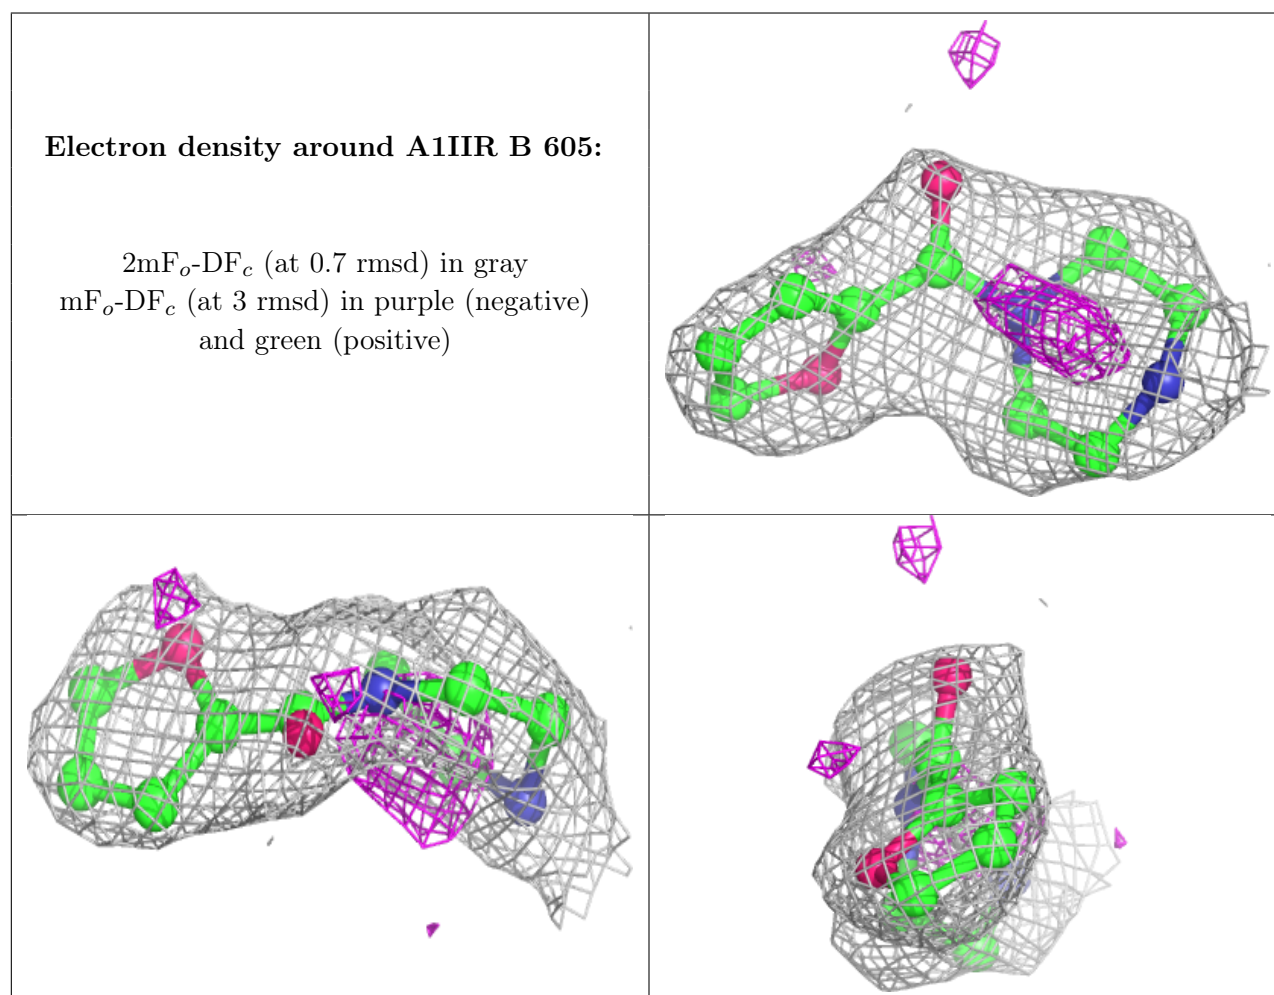 Electron density around A1IIR B 605:
2mFo-DFc (at 0.7 rmsd) in gray
mFo-DFc (at 3 rmsd) in purple (negative)
and green (positive)